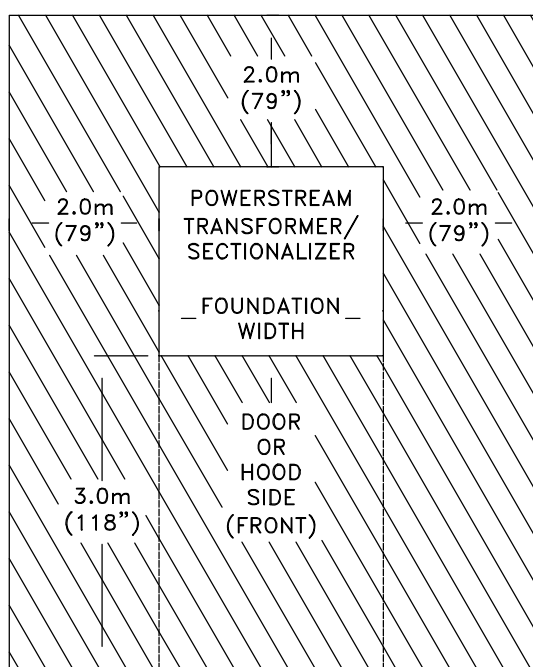 2.0m
(79”)
2.0m
(79”)
POWERSTREAM
TRANSFORMER/
SECTIONALIZER
FOUNDATION
WIDTH
2.0m
(79”)
DOOR
OR
HOOD
SIDE
(FRONT)
3.0m
(118”)